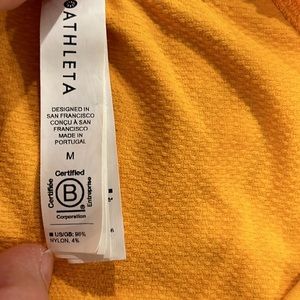 ATHLETA
DESIGNED IN
SAN FRANCISCO
CONÇU À SAN
FRANCISCO
MADE IN
PORTUGAL
M
Certified
Certifiée
B
Entreprise
Corporation
US/GB: 96%
NYLON, 4%